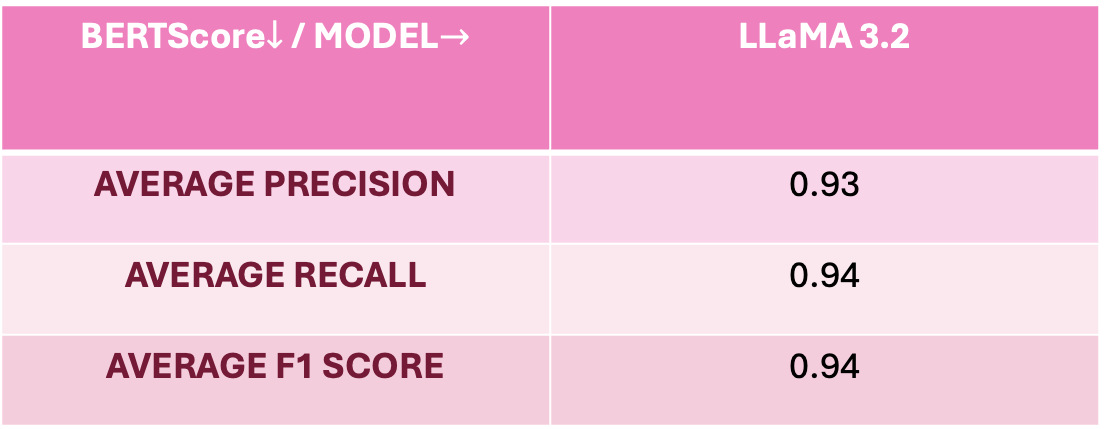 BERTScore↓ / MODEL→ LLaMA 3.2
AVERAGE PRECISION 0.93
AVERAGE RECALL 0.94
AVERAGE F1 SCORE 0.94